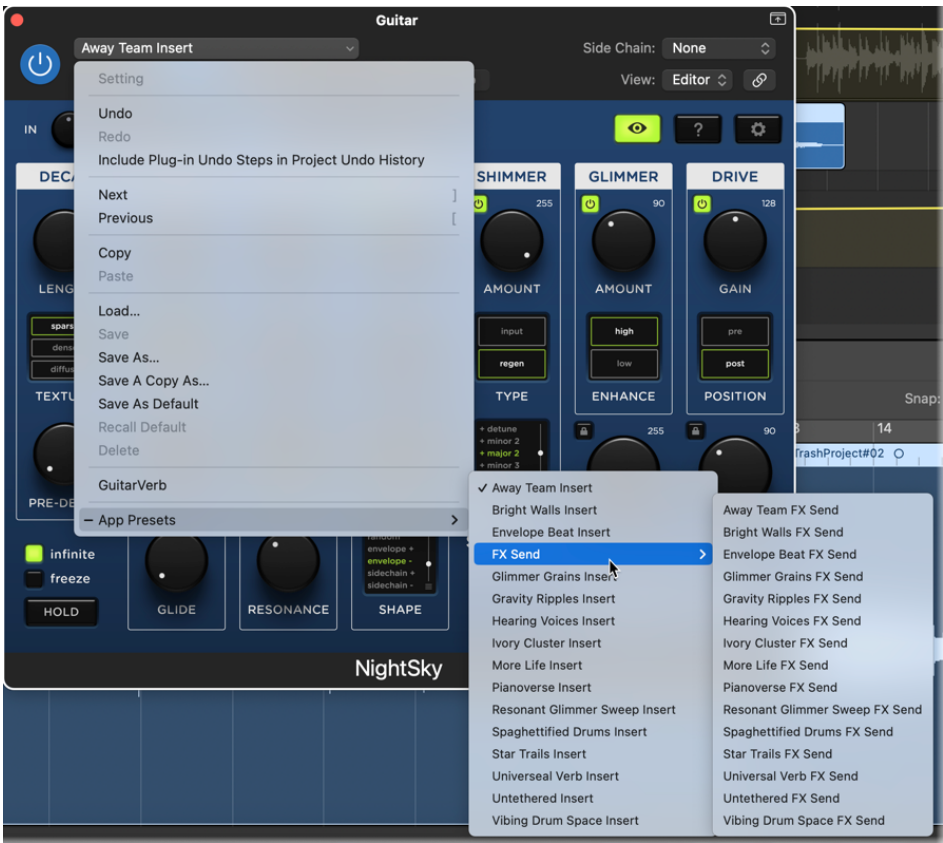 Guitar
Away Team Insert
Side Chain: None
View: Editor
Setting
Undo
Redo
Include Plug-in Undo Steps in Project Undo History
Next ]
Previous [
Copy
Paste
Load...
Save
Save As...
Save A Copy As...
Save As Default
Recall Default
Delete
GuitarVerb
App Presets
IN
?
SHIMMER
GLIMMER
DRIVE
255
90
128
AMOUNT
AMOUNT
GAIN
input
high
pre
regen
low
post
TYPE
ENHANCE
POSITION
+ detune
+ minor 2
+ major 2
+ minor 3
255
90
Snap:
14
TrashProject#02
infinite
freeze
HOLD
GLIDE
RESONANCE
random
envelope +
envelope -
sidechain +
sidechain -
SHAPE
NightSky
Away Team Insert
Bright Walls Insert
Envelope Beat Insert
FX Send
Glimmer Grains Insert
Gravity Ripples Insert
Hearing Voices Insert
Ivory Cluster Insert
More Life Insert
Pianoverse Insert
Resonant Glimmer Sweep Insert
Spaghettified Drums Insert
Star Trails Insert
Universeal Verb Insert
Untethered Insert
Vibing Drum Space Insert
Away Team FX Send
Bright Walls FX Send
Envelope Beat FX Send
Glimmer Grains FX Send
Gravity Ripples FX Send
Hearing Voices FX Send
Ivory Cluster FX Send
More Life FX Send
Pianoverse FX Send
Resonant Glimmer Sweep FX Send
Spaghettified Drums FX Send
Star Trails FX Send
Universal Verb FX Send
Untethered FX Send
Vibing Drum Space FX Send